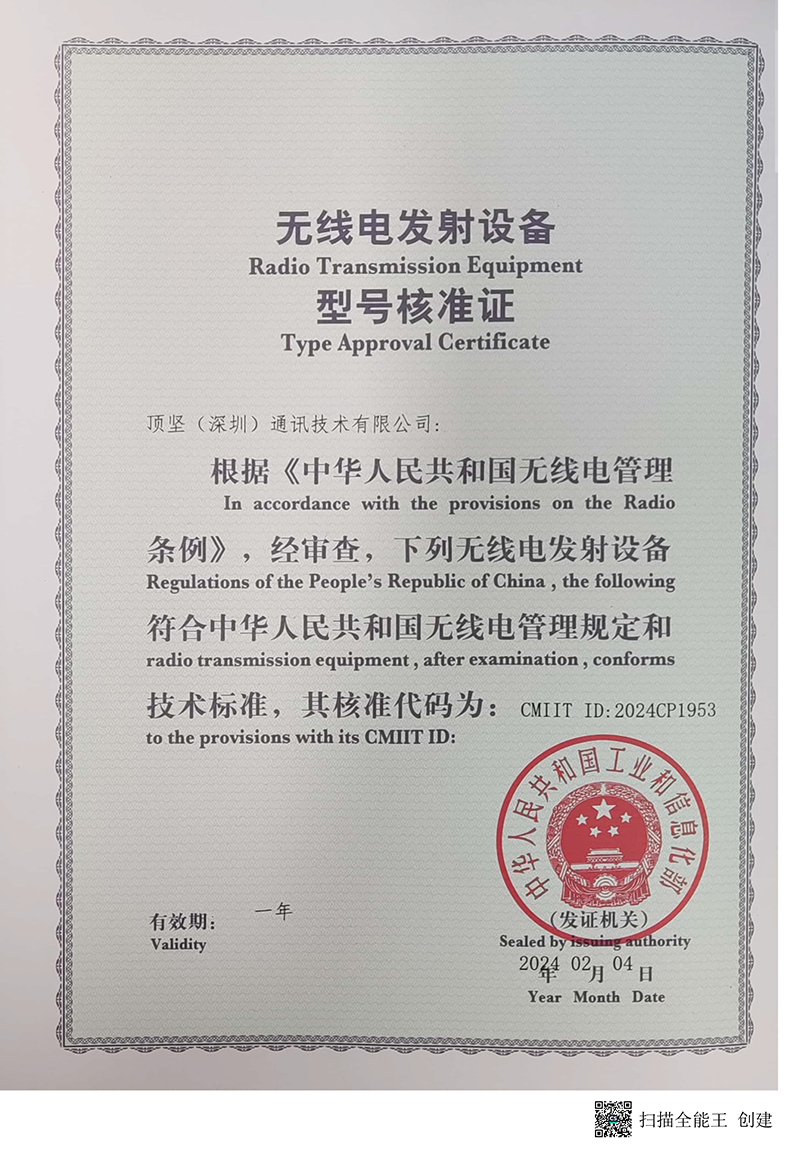 无线电发射设备
Radio Transmission Equipment
型号核准证
Type Approval Certificate
顶坚（深圳）通讯技术有限公司:
根据《中华人民共和国无线电管理
In accordance with the provisions on the Radio
条例》，经审查，下列无线电发射设备
Regulations of the People's Republic of China , the following
符合中华人民共和国无线电管理规定和
radio transmission equipment , after examination , conforms
技术标准，其核准代码为： CMIIT ID:2024CP1953
to the provisions with its CMIIT ID:
中华人民共和国工业和信息化部
有效期： 一年
Validity
（发证机关）
Sealed by issuing authority
2024 年 02 月 04 日
Year Month Date
扫描全能王 创建